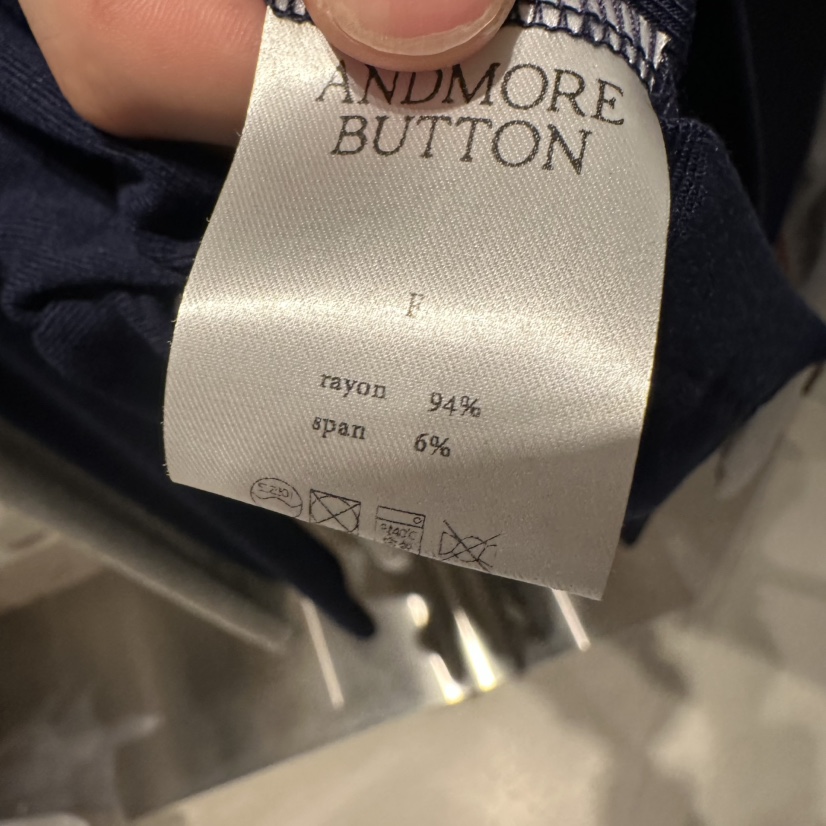 ANDMORE
BUTTON
F
rayon 94%
span 6%